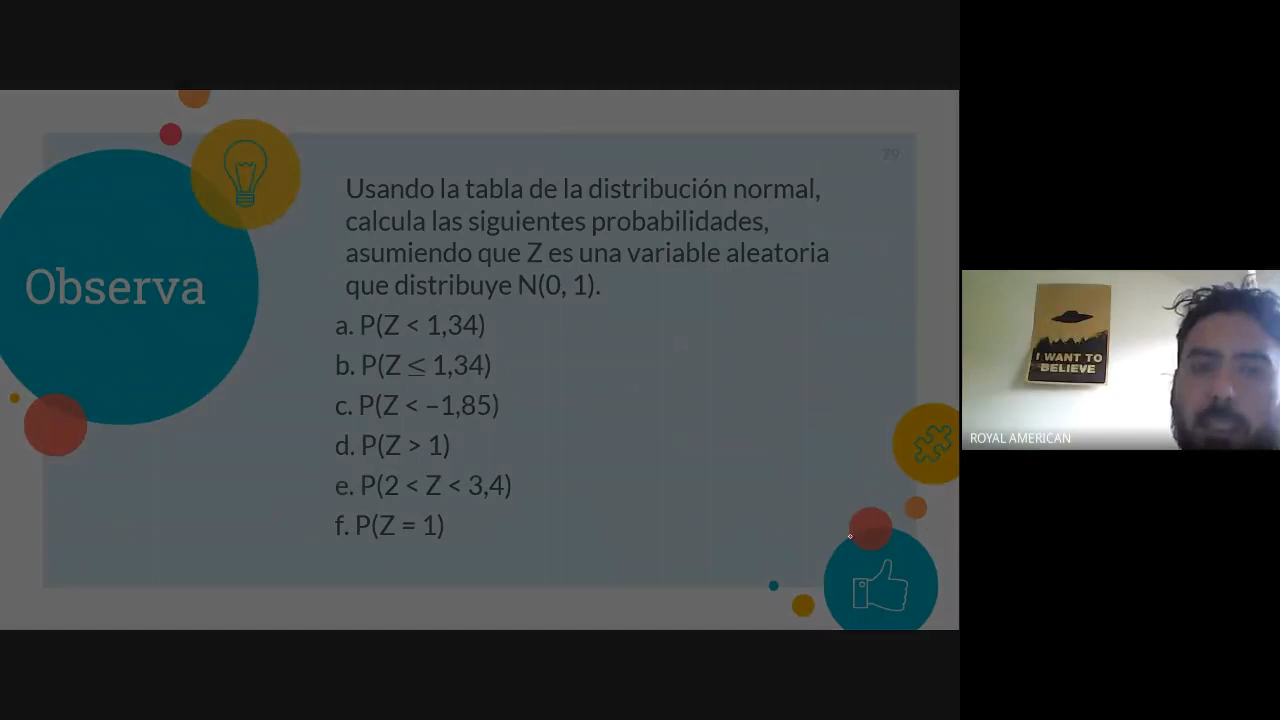 79
Usando la tabla de la distribución normal,
calcula las siguientes probabilidades,
asumiendo que Z es una variable aleatoria
que distribuye N(0, 1).
Observa
a. P(Z < 1,34)
b. P(Z ≤ 1,34)
c. P(Z < –1,85)
d. P(Z > 1)
e. P(2 < Z < 3,4)
f. P(Z = 1)
I WANT TO
BELIEVE
ROYAL AMERICAN